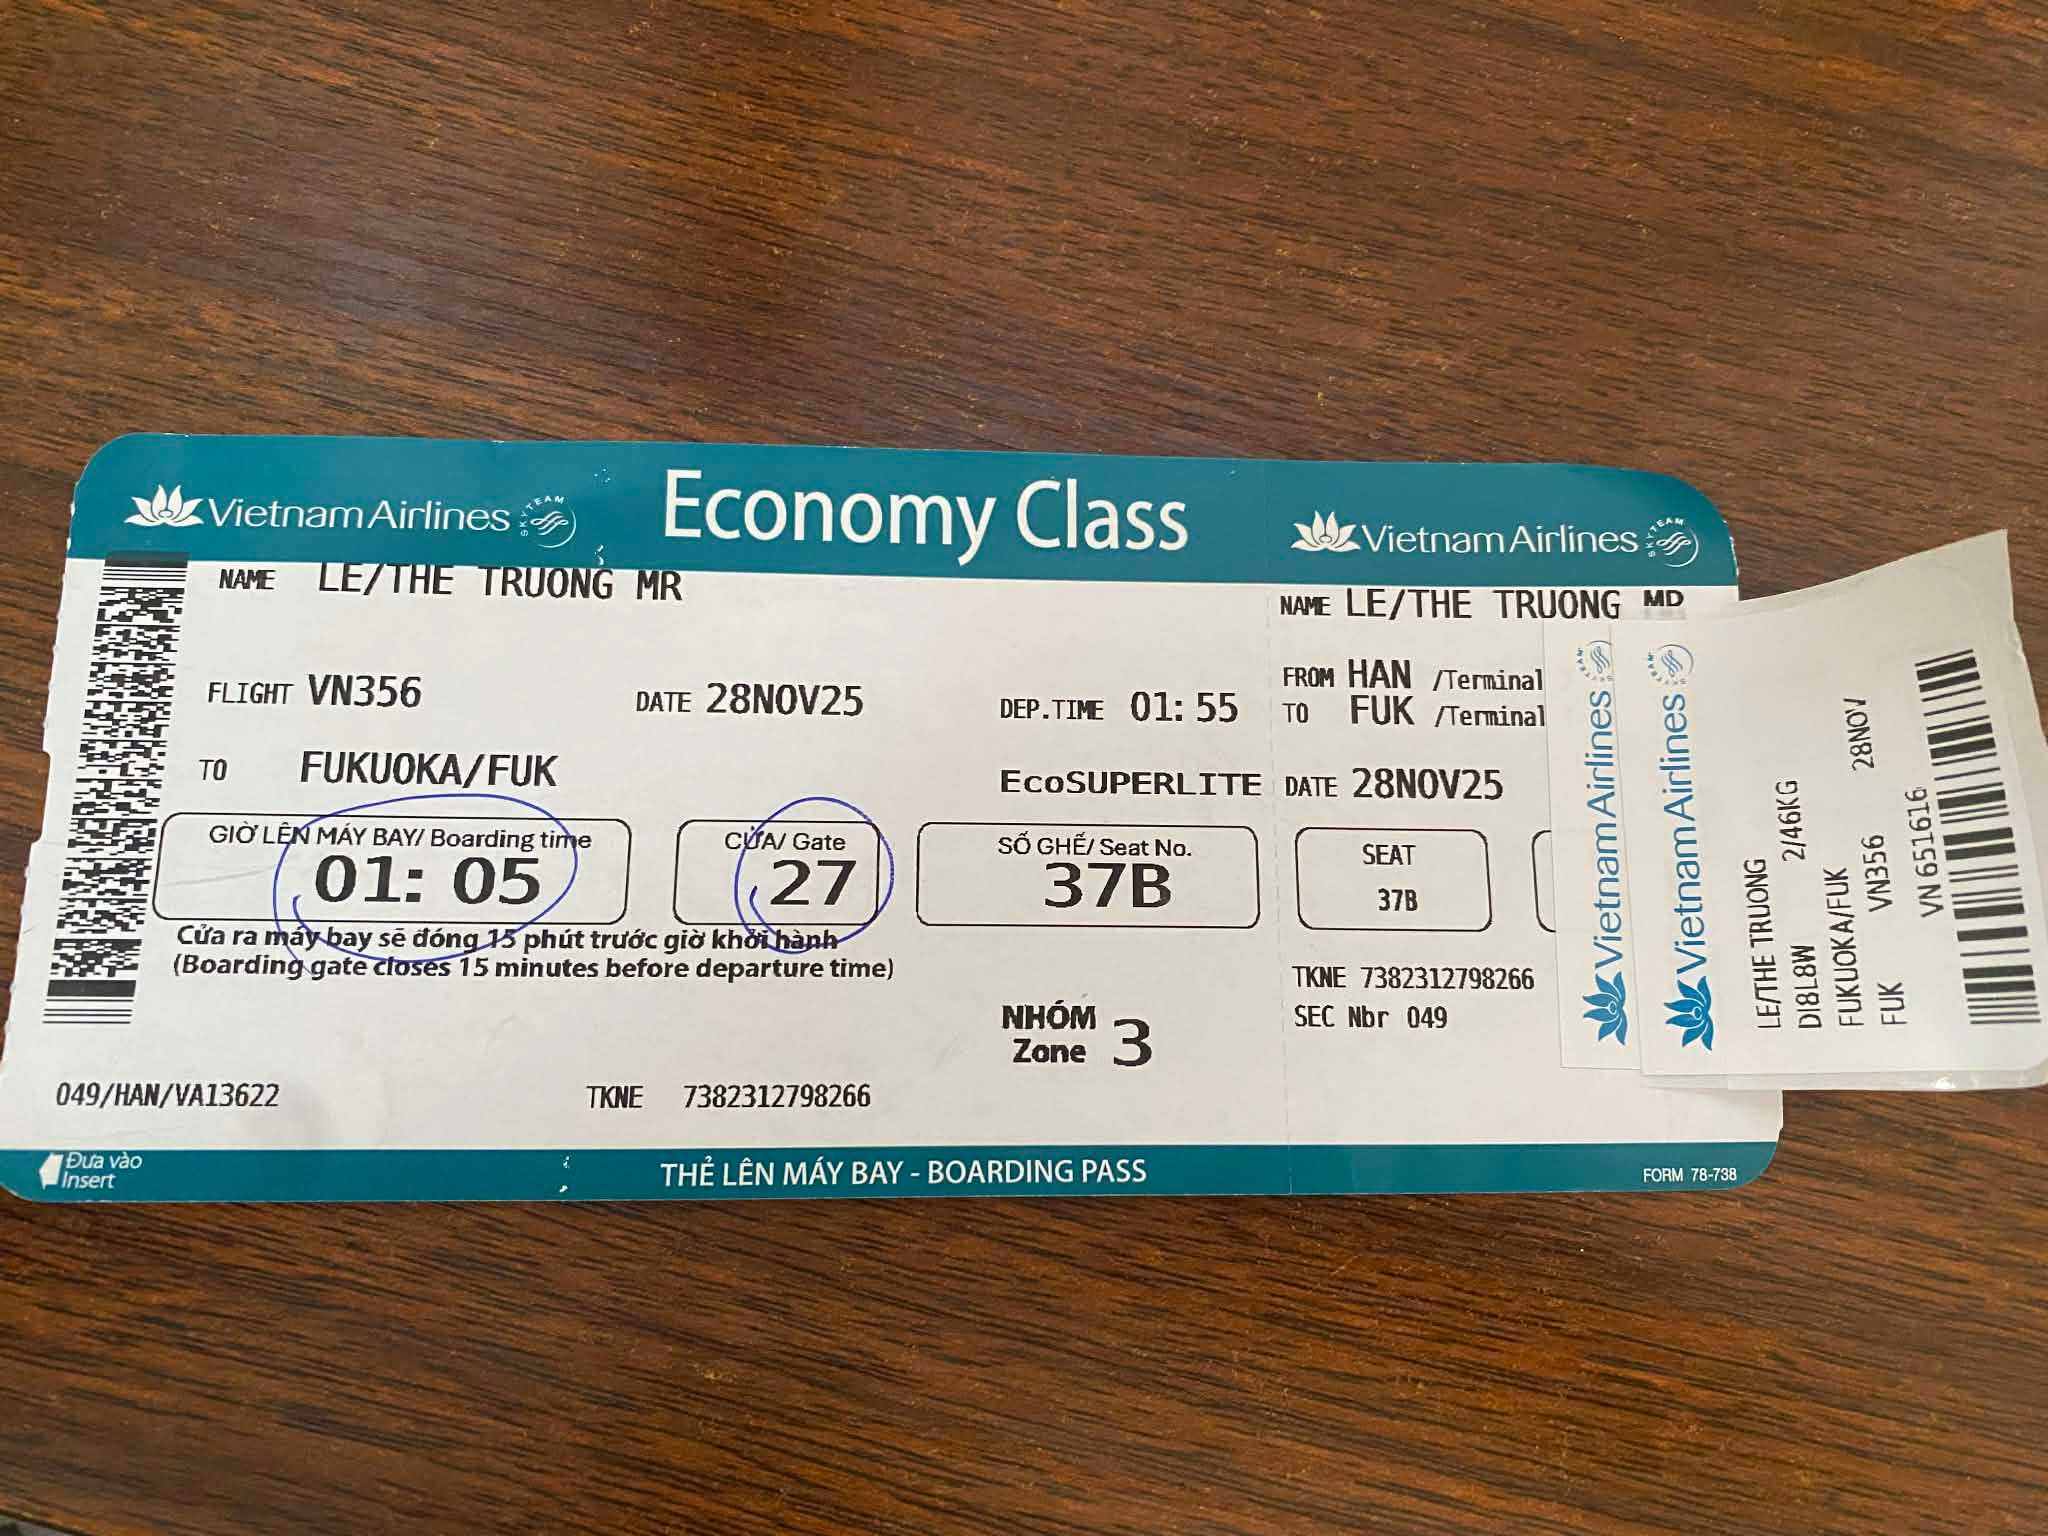 Vietnam Airlines SKYTEAM Economy Class
NAME LE/THE TRUONG MR
FLIGHT VN356 DATE 28NOV25 DEP.TIME 01:55
TO FUKUOKA/FUK EcoSUPERLITE
GIỜ LÊN MÁY BAY/ Boarding time
01:05
CỬA/ Gate
27
SỐ GHẾ/ Seat No.
37B
Cửa ra máy bay sẽ đóng 15 phút trước giờ khởi hành
(Boarding gate closes 15 minutes before departure time)
NHÓM
Zone 3
049/HAN/VA13622 TKNE 7382312798266
Đưa vào
Insert
THẺ LÊN MÁY BAY - BOARDING PASS
Vietnam Airlines SKYTEAM
NAME LE/THE TRUONG
FROM HAN /Terminal
TO FUK /Terminal
DATE 28NOV25
SEAT
37B
TKNE 7382312798266
SEC Nbr 049
FORM 78-738
Vietnam Airlines SKYTEAM
Vietnam Airlines SKYTEAM
LE/THE TRUONG
DI8L8W 2/46KG
FUKUOKA/FUK
FUK VN356 28NOV
VN 651616